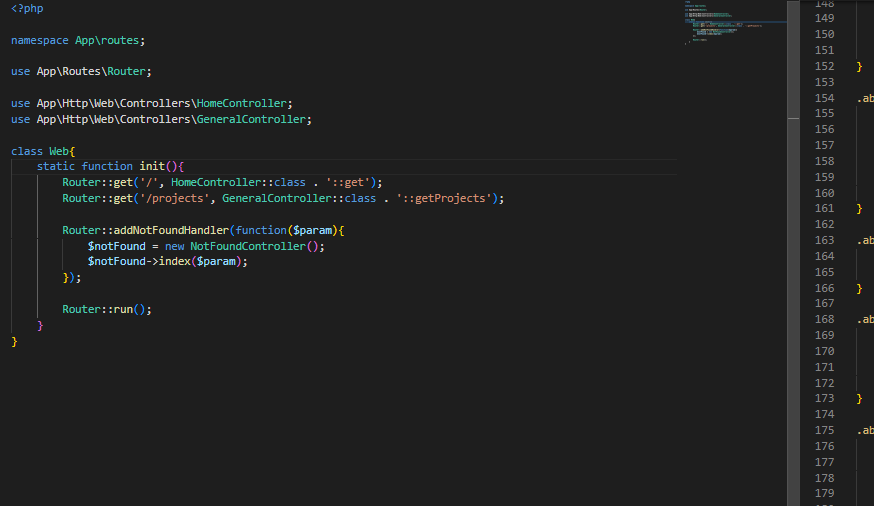 <?php
namespace App\routes;
use App\Routes\Router;
use App\Http\Web\Controllers\HomeController;
use App\Http\Web\Controllers\GeneralController;
class Web{
static function init(){
Router::get('/', HomeController::class . '::get');
Router::get('/projects', GeneralController::class . '::getProjects');
Router::addNotFoundHandler(function($param){
$notFound = new NotFoundController();
$notFound->index($param);
});
Router::run();
}
}
148
149
150
151
152 }
153
154 .ab
155
156
157
158
159
160
161 }
162
163 .ab
164
165
166 }
167
168 .ab
169
170
171
172
173 }
174
175 .ab
176
177
178
179